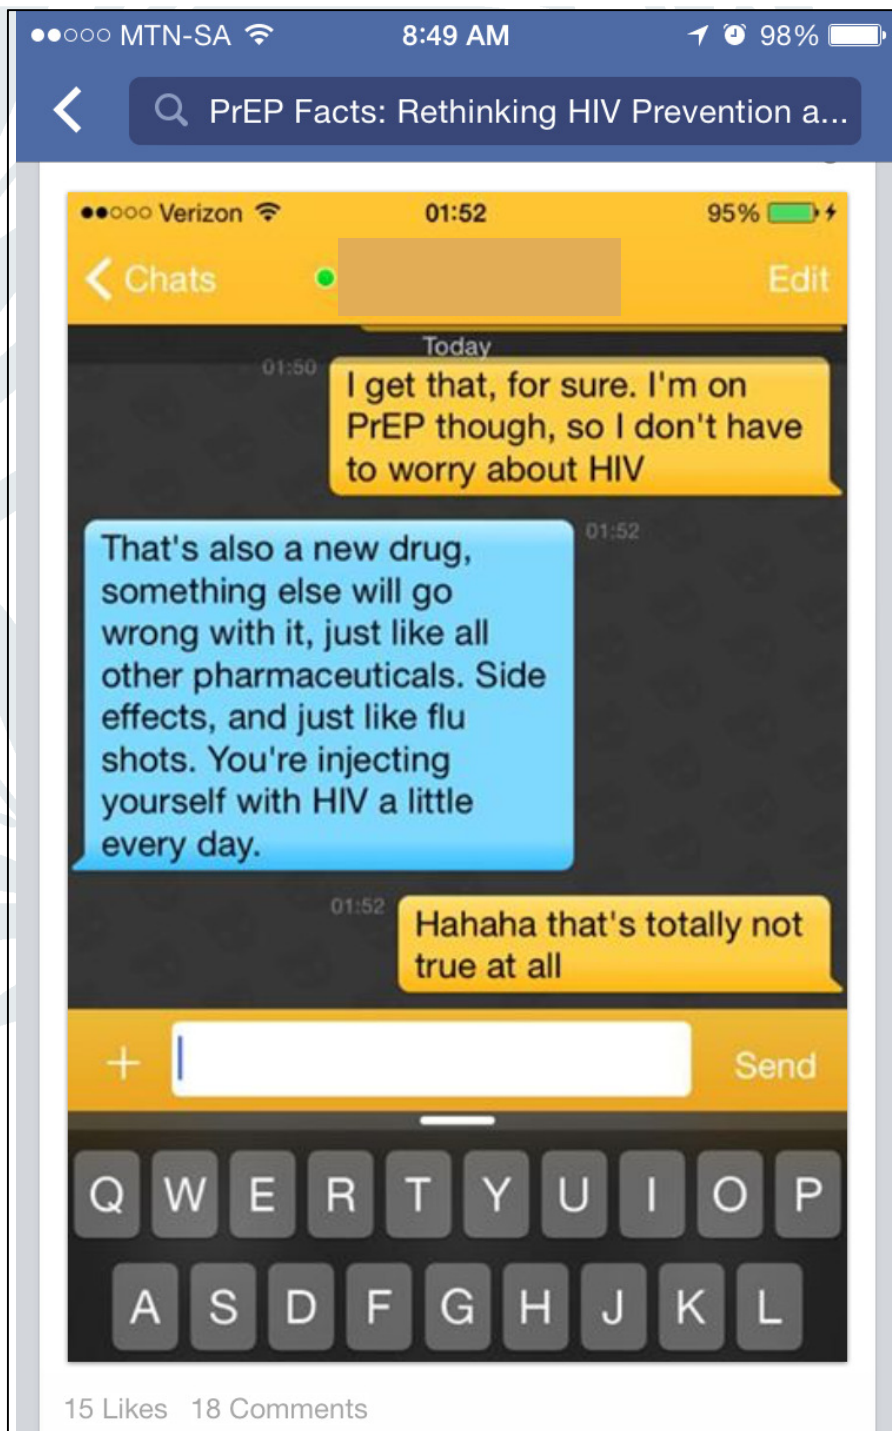 MTN-SA 8:49 AM 98%
PrEP Facts: Rethinking HIV Prevention a...
Verizon 01:52 95%
Chats Edit
Today
01:50
I get that, for sure. I'm on
PrEP though, so I don't have
to worry about HIV
01:52
That's also a new drug,
something else will go
wrong with it, just like all
other pharmaceuticals. Side
effects, and just like flu
shots. You're injecting
yourself with HIV a little
every day.
01:52
Hahaha that's totally not
true at all
+ Send
Q W E R T Y U I O P
A S D F G H J K L
15 Likes 18 Comments